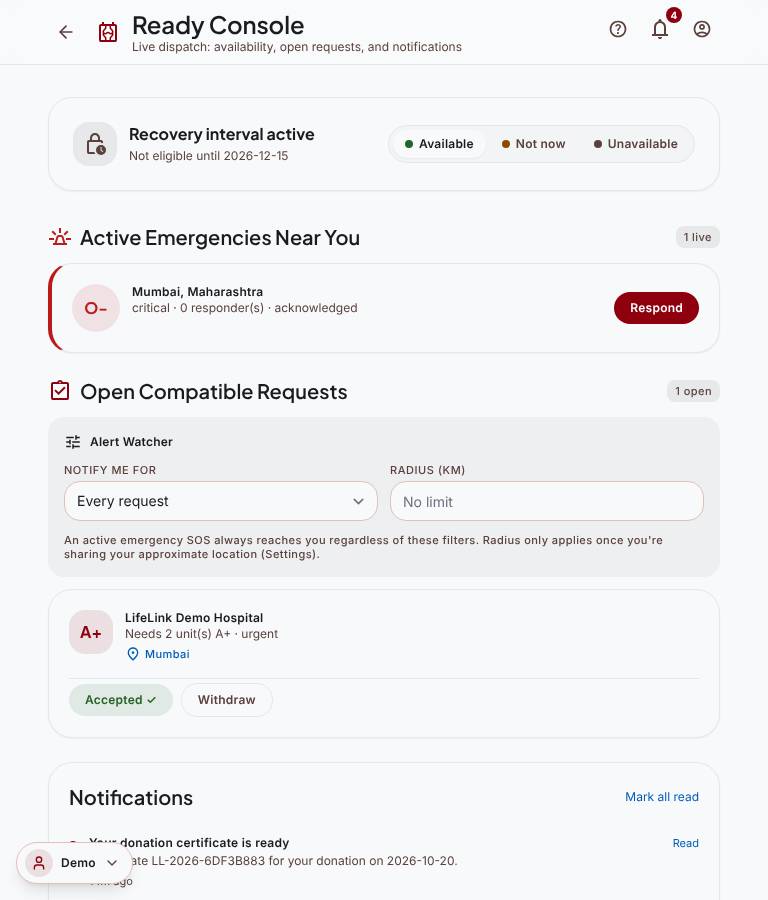 Ready Console
Live dispatch: availability, open requests, and notifications
4
Recovery interval active
Not eligible until 2026-12-15
Available
Not now
Unavailable
Active Emergencies Near You
1 live
O−
Mumbai, Maharashtra
critical · 0 responder(s) · acknowledged
Respond
Open Compatible Requests
1 open
Alert Watcher
NOTIFY ME FOR
Every request
RADIUS (KM)
No limit
An active emergency SOS always reaches you regardless of these filters. Radius only applies once you're
sharing your approximate location (Settings).
A+
LifeLink Demo Hospital
Needs 2 unit(s) A+ · urgent
Mumbai
Accepted ✓
Withdraw
Notifications
Mark all read
Your donation certificate is ready
Read
LL-2026-6DF3B883 for your donation on 2026-10-20.
ago
Demo